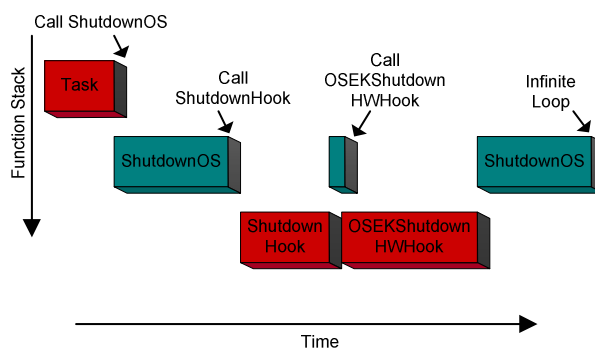 Call ShutdownOS
Task
Call
ShutdownHook
Call
OSEKShutdown
HWHook
Infinite
Loop
Function Stack
ShutdownOS
ShutdownOS
Shutdown
Hook
OSEKShutdown
HWHook
Time